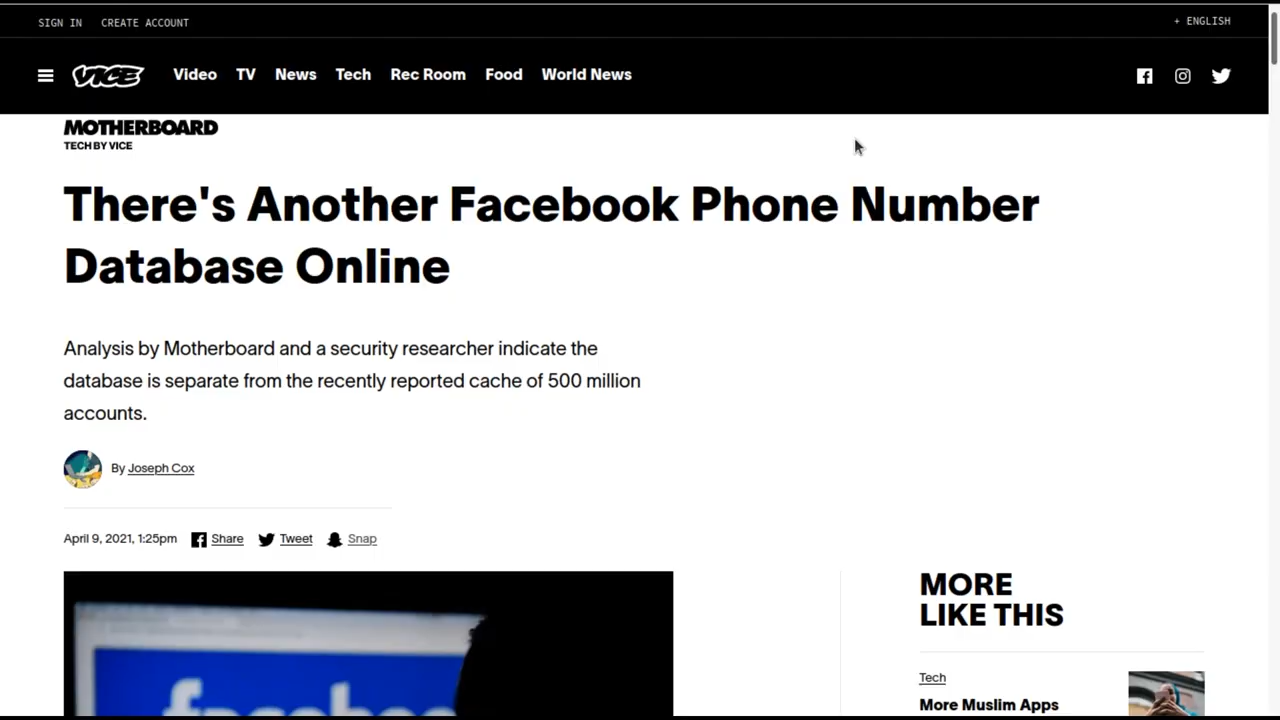 SIGN IN CREATE ACCOUNT + ENGLISH
VICE Video TV News Tech Rec Room Food World News
MOTHERBOARD
TECH BY VICE
There's Another Facebook Phone Number
Database Online
Analysis by Motherboard and a security researcher indicate the
database is separate from the recently reported cache of 500 million
accounts.
By Joseph Cox
April 9, 2021, 1:25pm Share Tweet Snap
facebo
MORE
LIKE THIS
Tech
More Muslim Apps